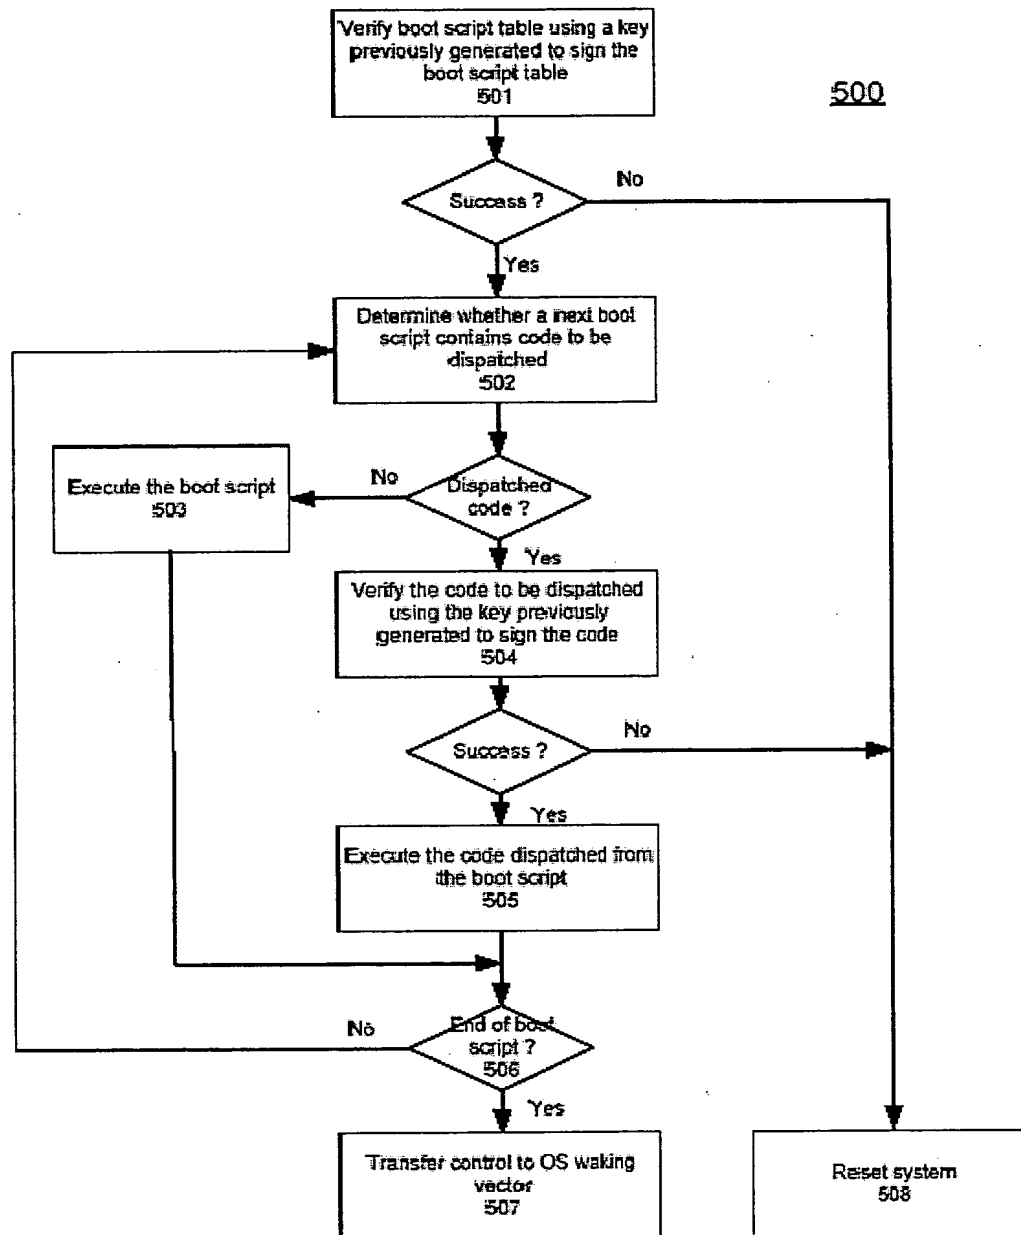 Verify boot script table using a key
previously generated to sign the
boot script table
501
500
Success ?
No
Yes
Determine whether a next boot
script contains code to be
dispatched
502
Execute the boot script
503
No
Dispatched
code ?
Yes
Verify the code to be dispatched
using the key previously
generated to sign the code
504
Success ?
No
Yes
Execute the code dispatched from
the boot script
505
No
End of boot
script ?
506
Yes
Transfer control to OS waking
vector
507
Reset system
508